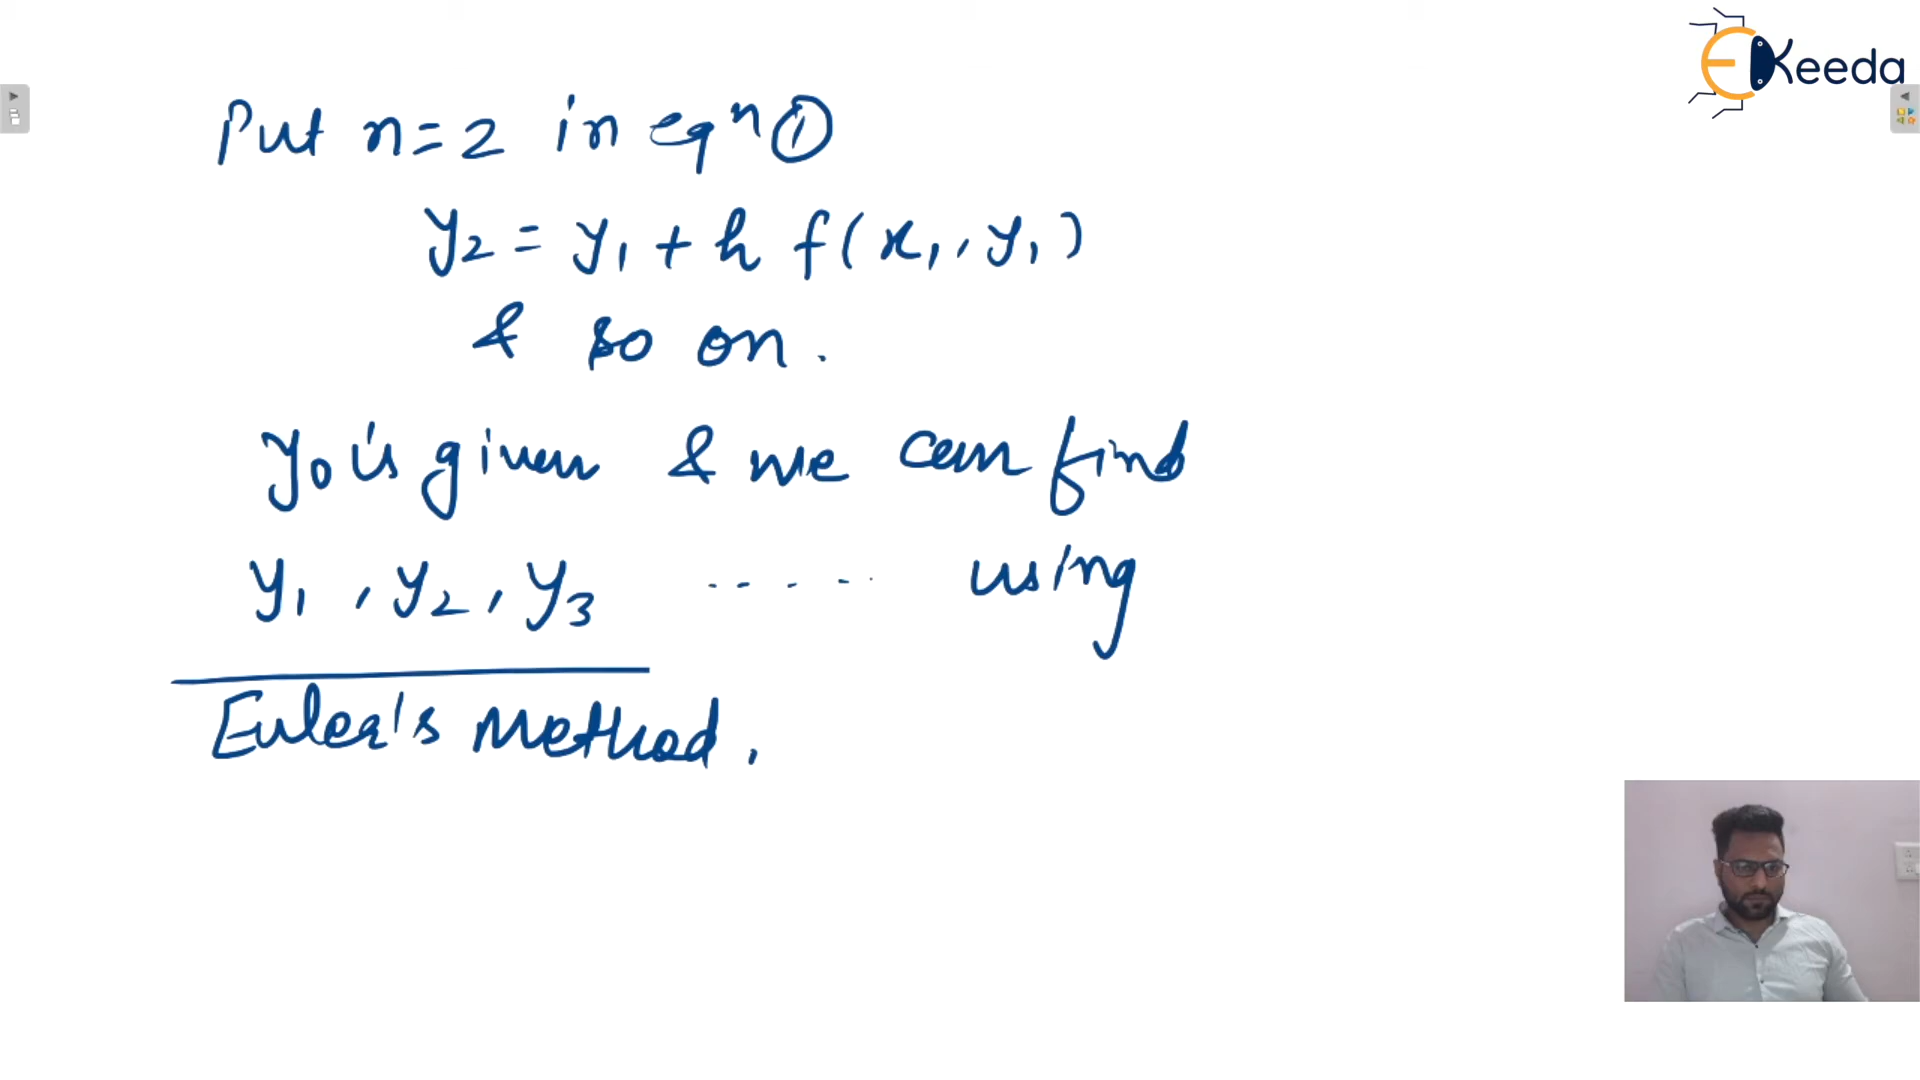 EKeeda
Put n=2 in eqⁿ ①
y₂ = y₁ + h f(x₁, y₁)
& so on.
y₀ is given & we can find
y₁, y₂, y₃ ..... using
Euler's Method.